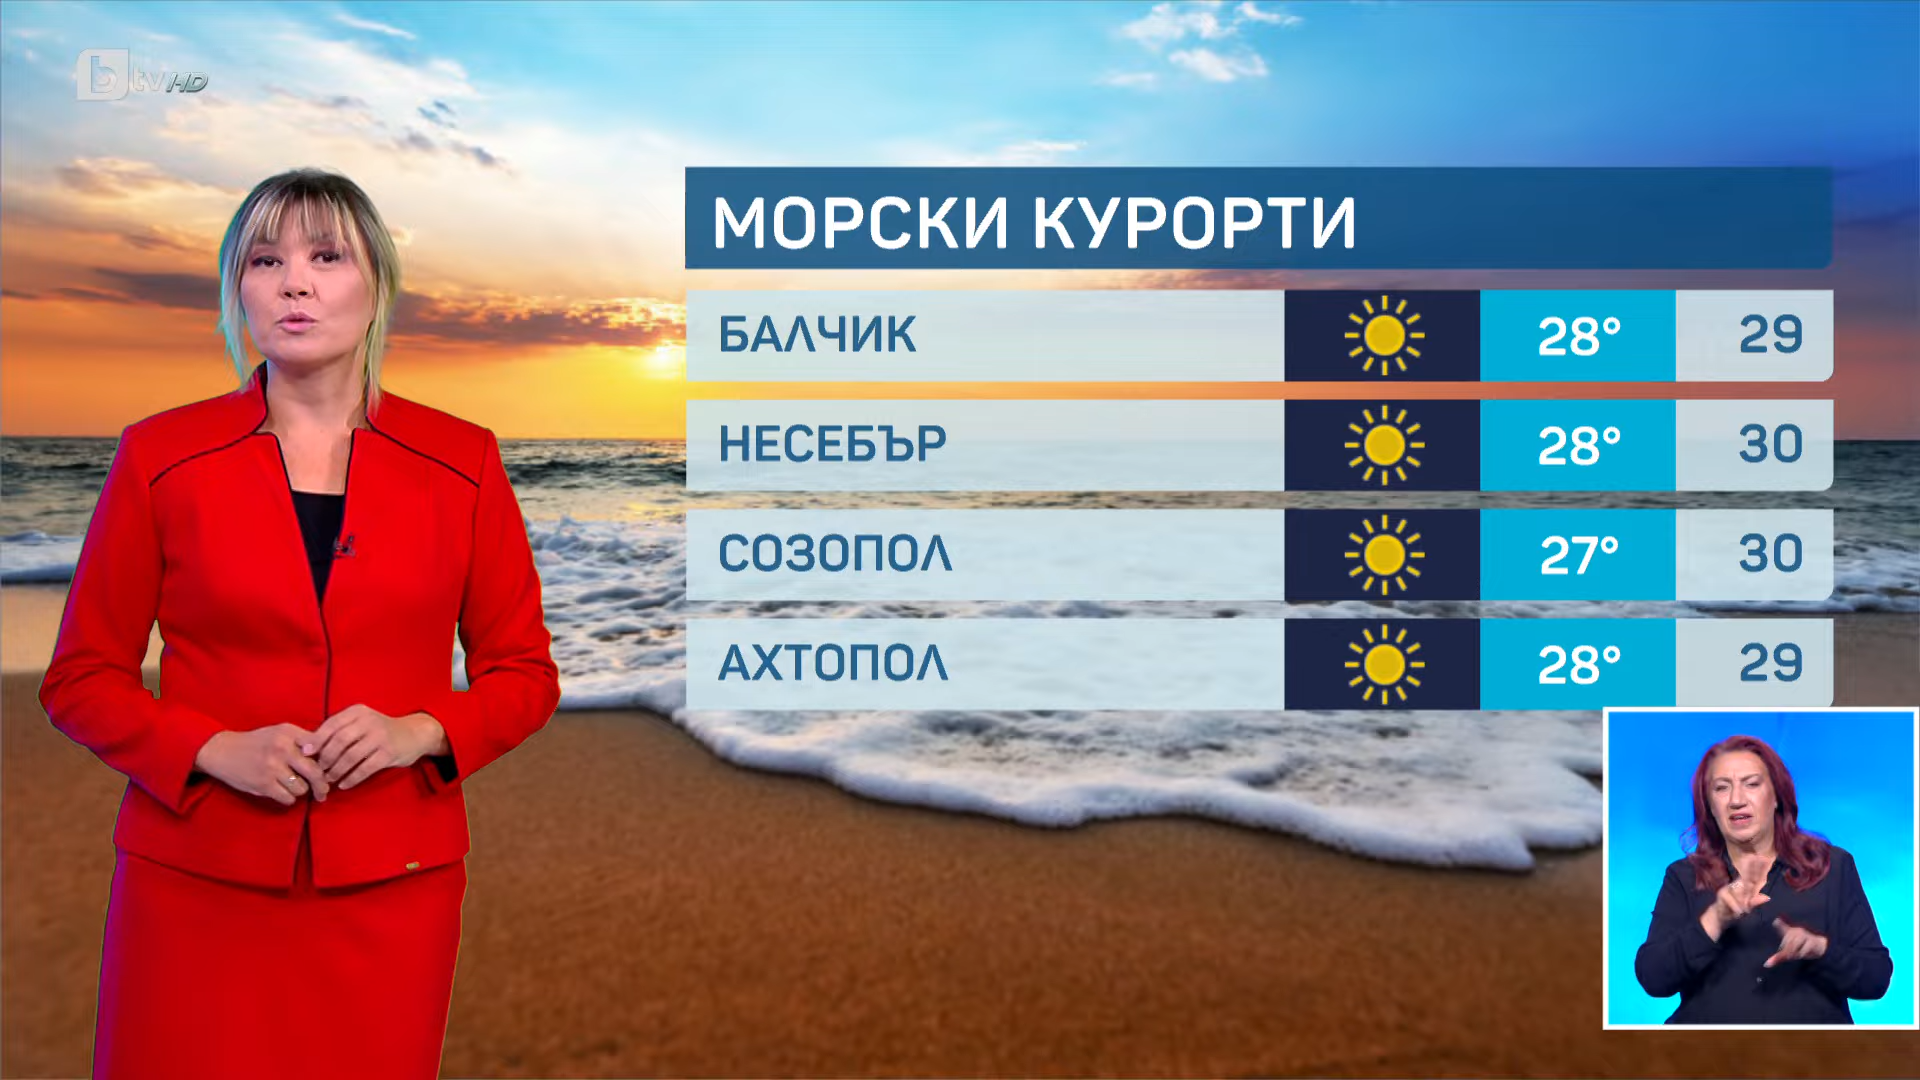 btv HD
МОРСКИ КУРОРТИ
БАЛЧИК 28° 29
НЕСЕБЪР 28° 30
СОЗОПОЛ 27° 30
АХТОПОЛ 28° 29